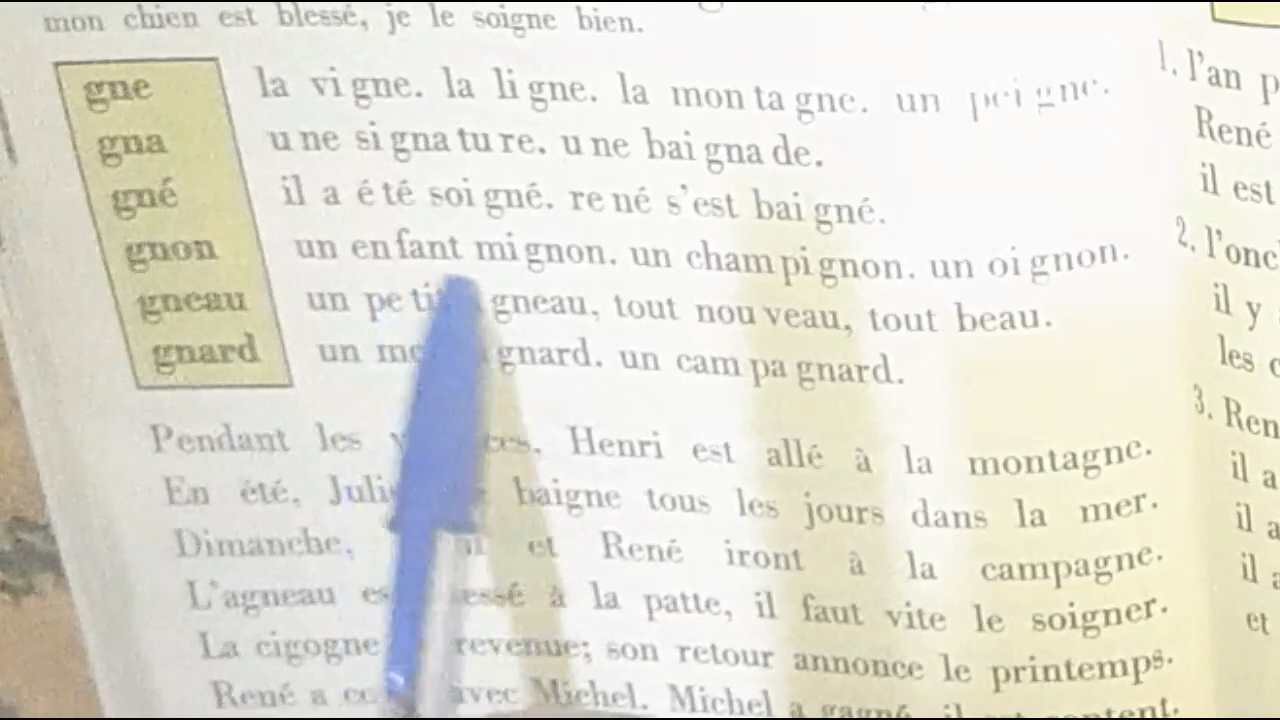 mon chien est blessé, je le soigne bien.
gne la vi gne. la li gne. la mon ta gne. un pei gne.
gna u ne si gna tu re. u ne bai gna de.
gné il a é té soi gné. re né s'est bai gné.
gnon un en fant mi gnon. un cham pi gnon. un oi gnon.
gneau un pe ti gneau, tout nou veau, tout beau.
gnard un gnard. un cam pa gnard.
Pendant les Henri est allé à la montagne.
En été, baigne tous les jours dans la mer.
Dimanche, et René iront à la campagne.
L'agneau à la patte, il faut vite le soigner.
La cigogne revenue; son retour annonce le printemps.
René a avec Michel. Michel a gagné, il est content.
1. l'an
René
il est
2. l'onc
il y
les
3. Ren
il a
il a
il a
et